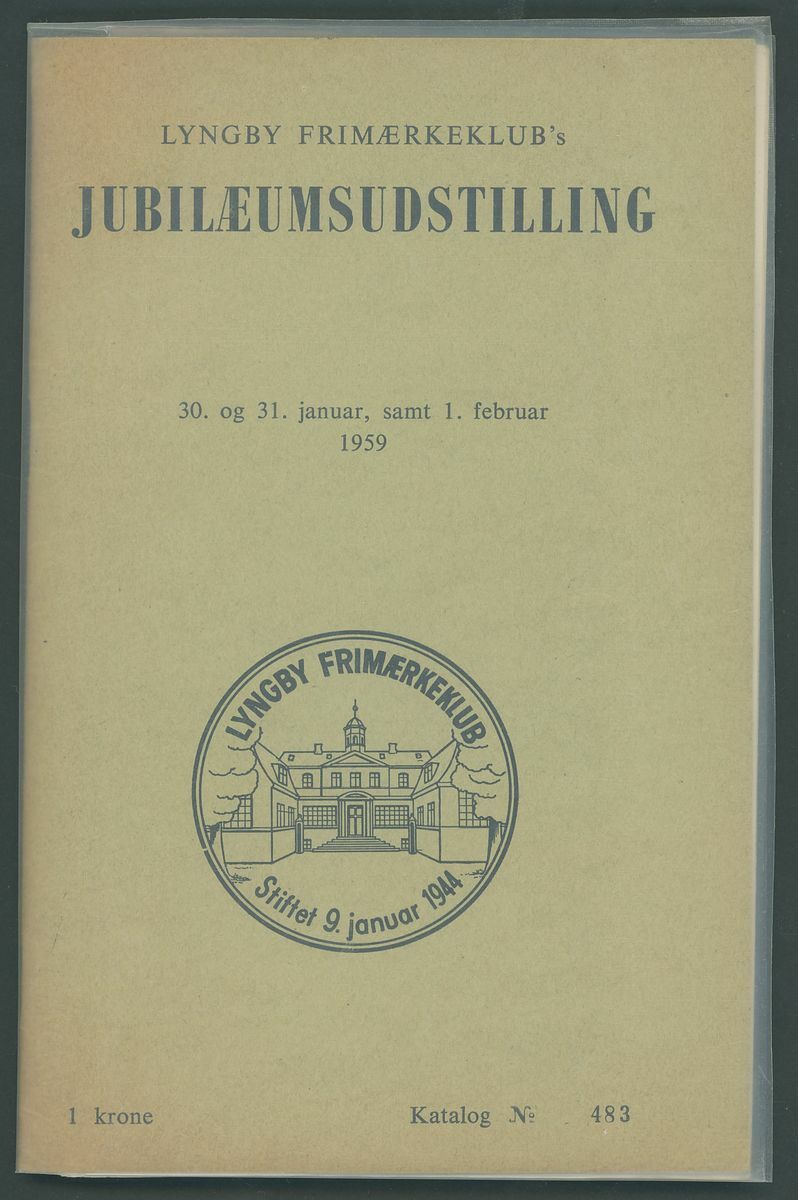 LYNGBY FRIMÆRKEKLUB's
JUBILÆUMSUDSTILLING
30. og 31. januar, samt 1. februar
1959
LYNGBY FRIMÆRKEKLUB
Stiftet 9. januar 1944
1 krone Katalog № 483